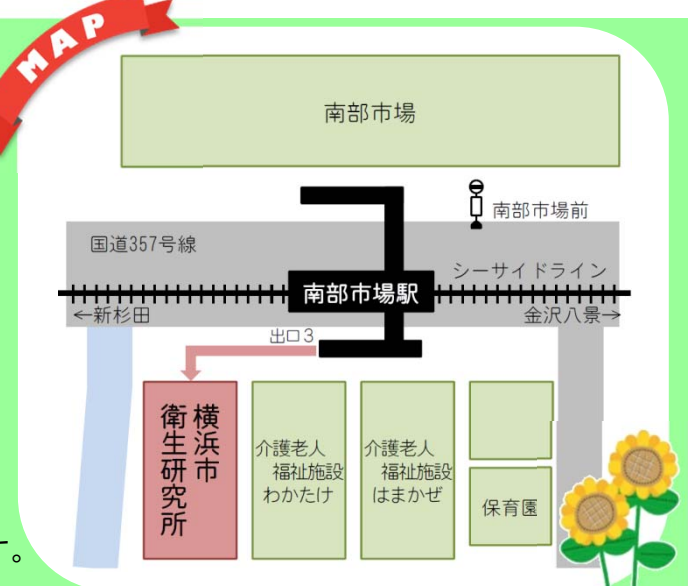 MAP
南部市場
南部市場前
国道357号線
シーサイドライン
南部市場駅
←新杉田
金沢八景→
出口3
横浜市
衛生研究所
介護老人
福祉施設
わかたけ
介護老人
福祉施設
はまかぜ
保育園
す。